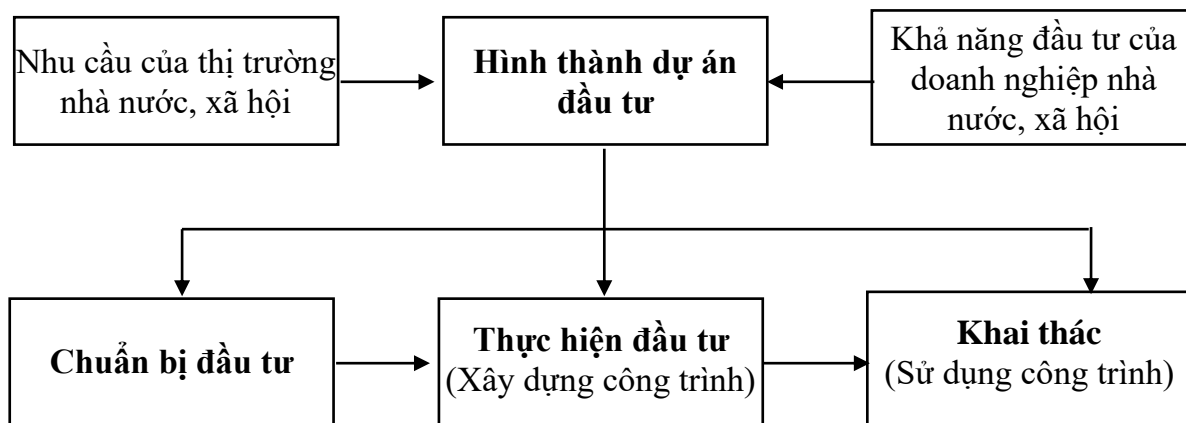 Nhu cầu của thị trường
nhà nước, xã hội
Hình thành dự án
đầu tư
Khả năng đầu tư của
doanh nghiệp nhà
nước, xã hội
Chuẩn bị đầu tư
Thực hiện đầu tư
(Xây dựng công trình)
Khai thác
(Sử dụng công trình)